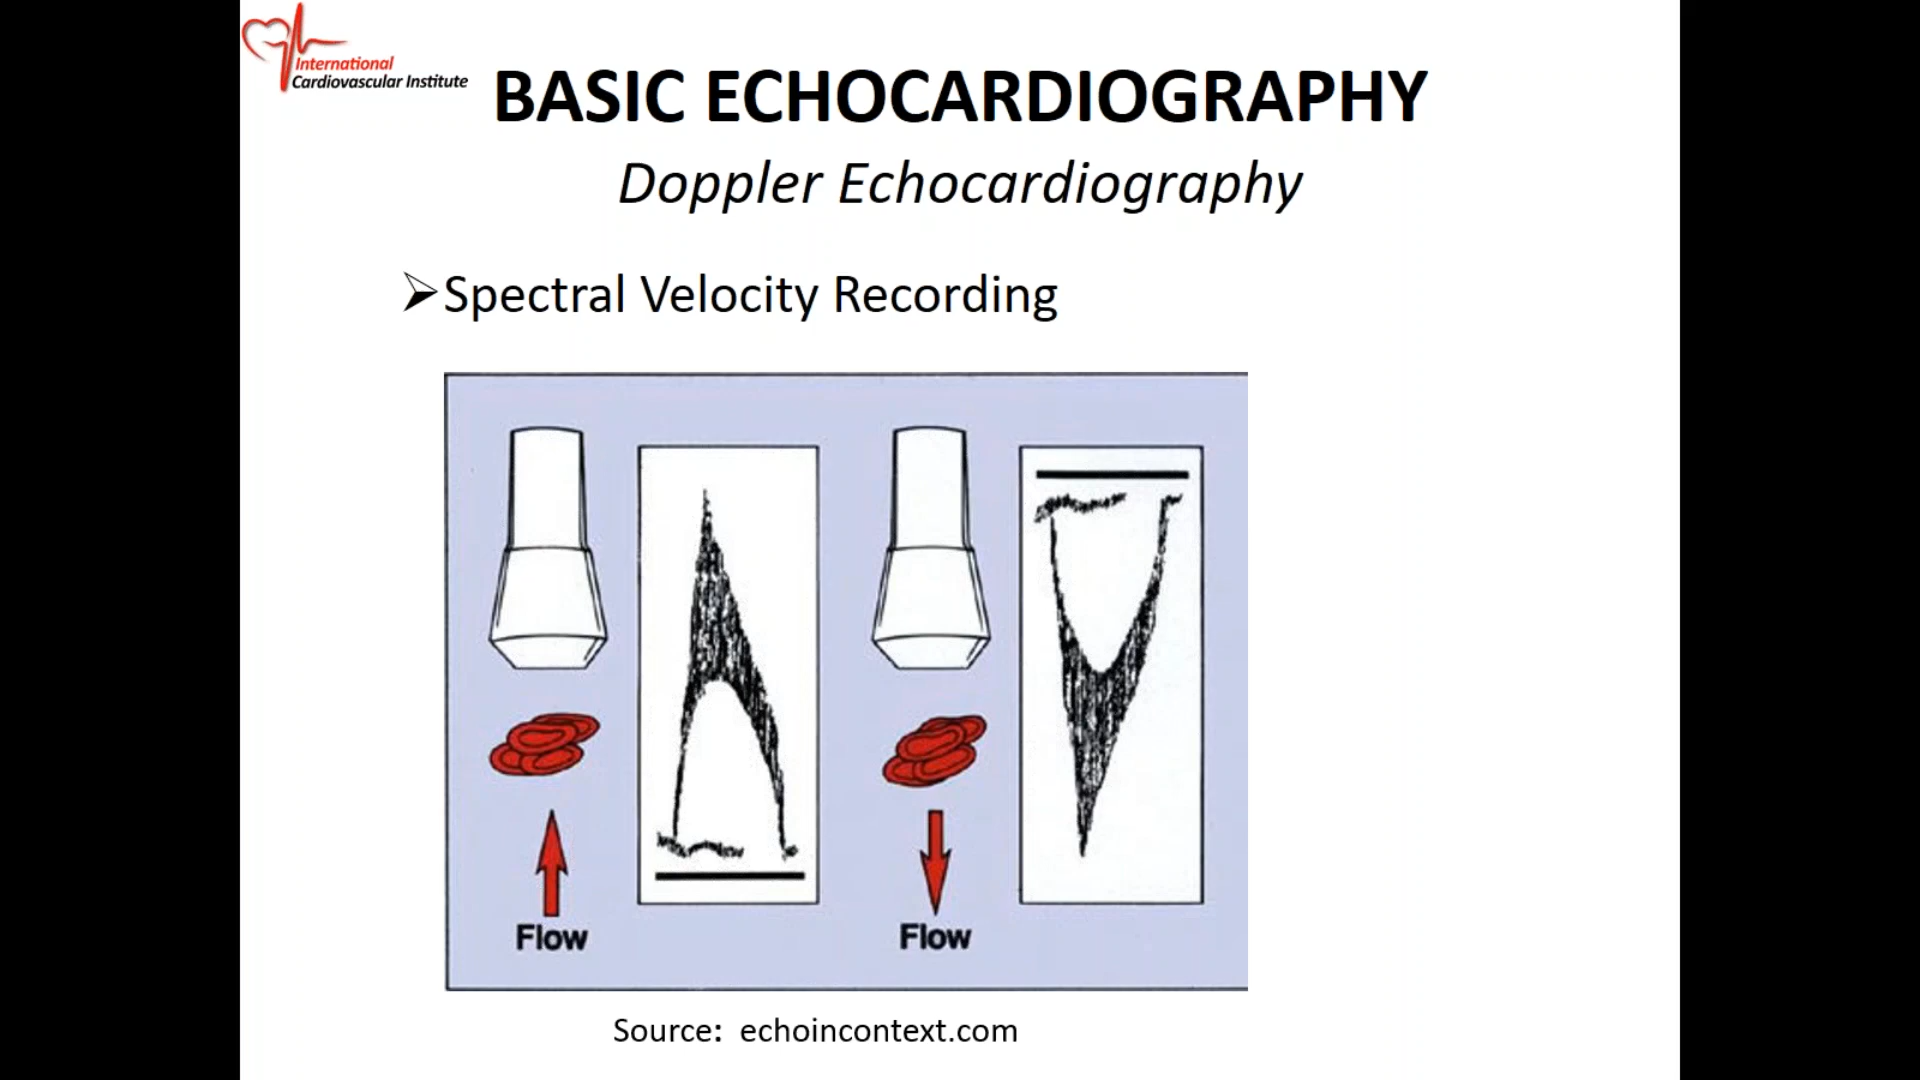 International
Cardiovascular Institute
BASIC ECHOCARDIOGRAPHY
Doppler Echocardiography
➢Spectral Velocity Recording
Flow
Flow
Source: echoincontext.com